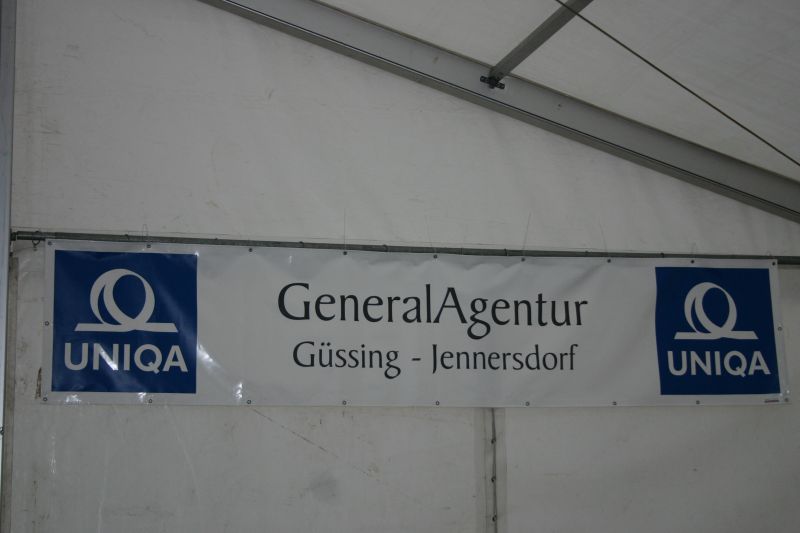 UNIQA
GeneralAgentur
Güssing - Jennersdorf
UNIQA